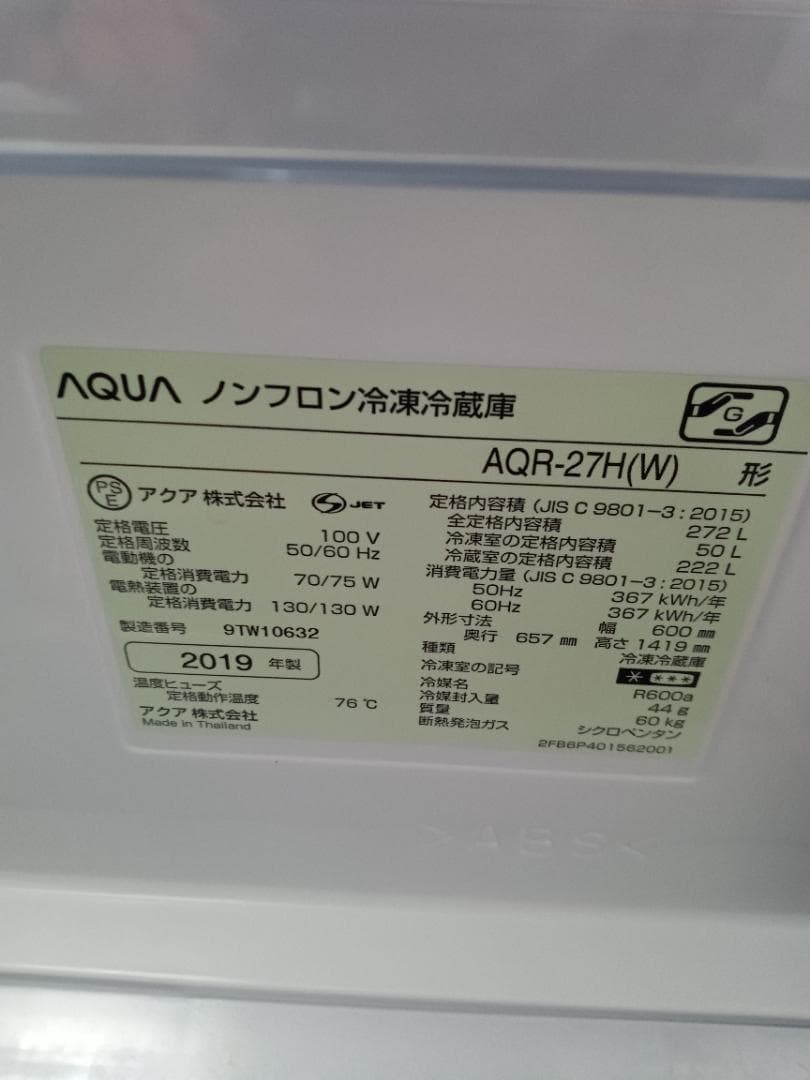 AQUA ノンフロン冷凍冷蔵庫
G
AQR-27H(W) 形
PS E アクア 株式会社 S JET
定格電圧 100 V
定格周波数 50/60 Hz
電動機の
定格消費電力 70/75 W
電熱装置の
定格消費電力 130/130 W
製造番号 9TW10632
2019 年製
温度ヒューズ
定格動作温度 76 ℃
アクア 株式会社
Made in Thailand
定格内容積 (JIS C 9801-3:2015)
全定格内容積 272 L
冷凍室の定格内容積 50 L
冷蔵室の定格内容積 222 L
消費電力量 (JIS C 9801-3:2015)
50Hz 367 kWh/年
60Hz 367 kWh/年
外形寸法 幅 600 mm
奥行 657 mm 高さ 1419 mm
種類 冷凍冷蔵庫
冷凍室の記号 * ***
冷媒名 R600a
冷媒封入量 44 g
質量 60 kg
断熱発泡ガス シクロペンタン
2FB6P401562001
>ABS<